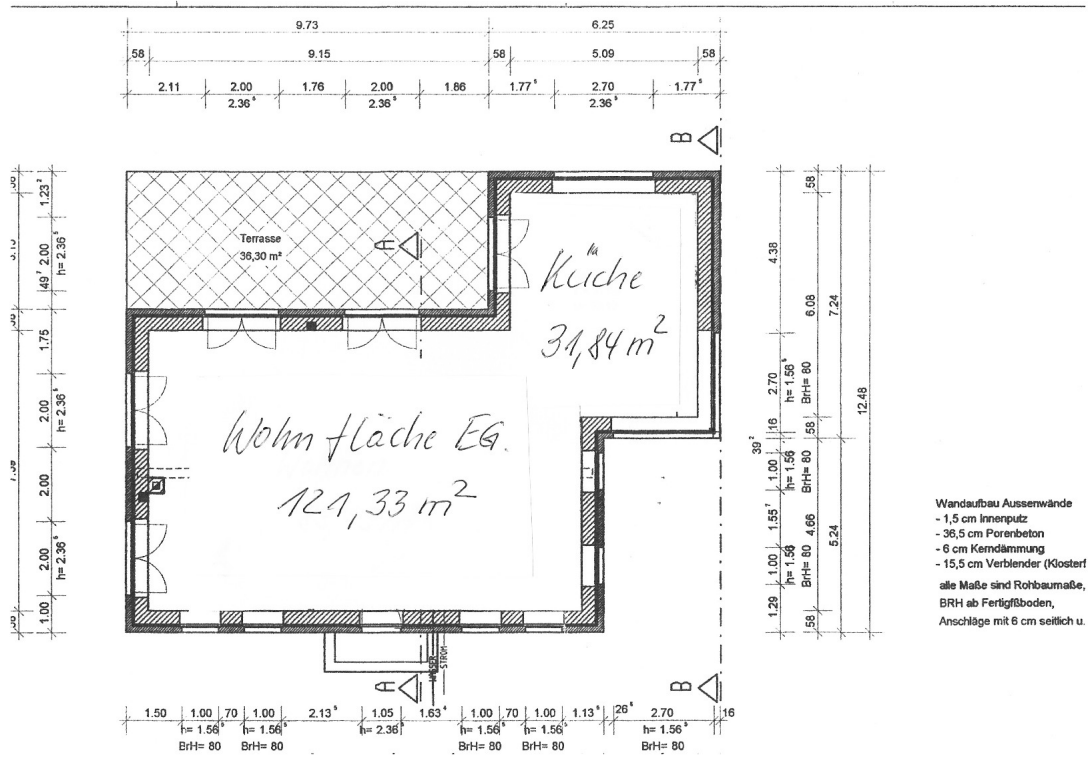 9.73 6.25
58 9.15 58 5.09 58
2.11 2.00 1.76 2.00 1.86 1.77⁵ 2.70 1.77⁵
2.36⁵ 2.36⁵ 2.36⁵
B
Terrasse
36,30 m²
A
Küche
31,84 m²
Wohnfläche EG.
121,33 m²
1.23²
2.00
h= 2.36⁵
49²
1.75
2.00
h= 2.36⁵
2.00
2.00
h= 2.36⁵
1.00
58
4.38
6.08
7.24
2.70
h= 1.56⁵
BrH= 80
12.48
16
58
39²
1.00
h= 1.56
BrH= 80
1.55⁷
4.66
5.24
1.00
h= 1.56
BrH= 80
1.29
58
Wandaufbau Aussenwände
- 1,5 cm Innenputz
- 36,5 cm Porenbeton
- 6 cm Kerndämmung
- 15,5 cm Verblender (Klosterf
alle Maße sind Rohbaumaße,
BRH ab Fertigfßboden,
Anschläge mit 6 cm seitlich u.
WASSER
STROM
A
B
1.50 1.00 70 1.00 2.13⁵ 1.05 1.63⁴ 1.00 70 1.00 1.13⁵ 26⁵ 2.70 16
h= 1.56⁵ h= 1.56⁵ h= 2.36⁵ h= 1.56⁵ h= 1.56⁵ h= 1.56⁵
BrH= 80 BrH= 80 BrH= 80 BrH= 80 BrH= 80